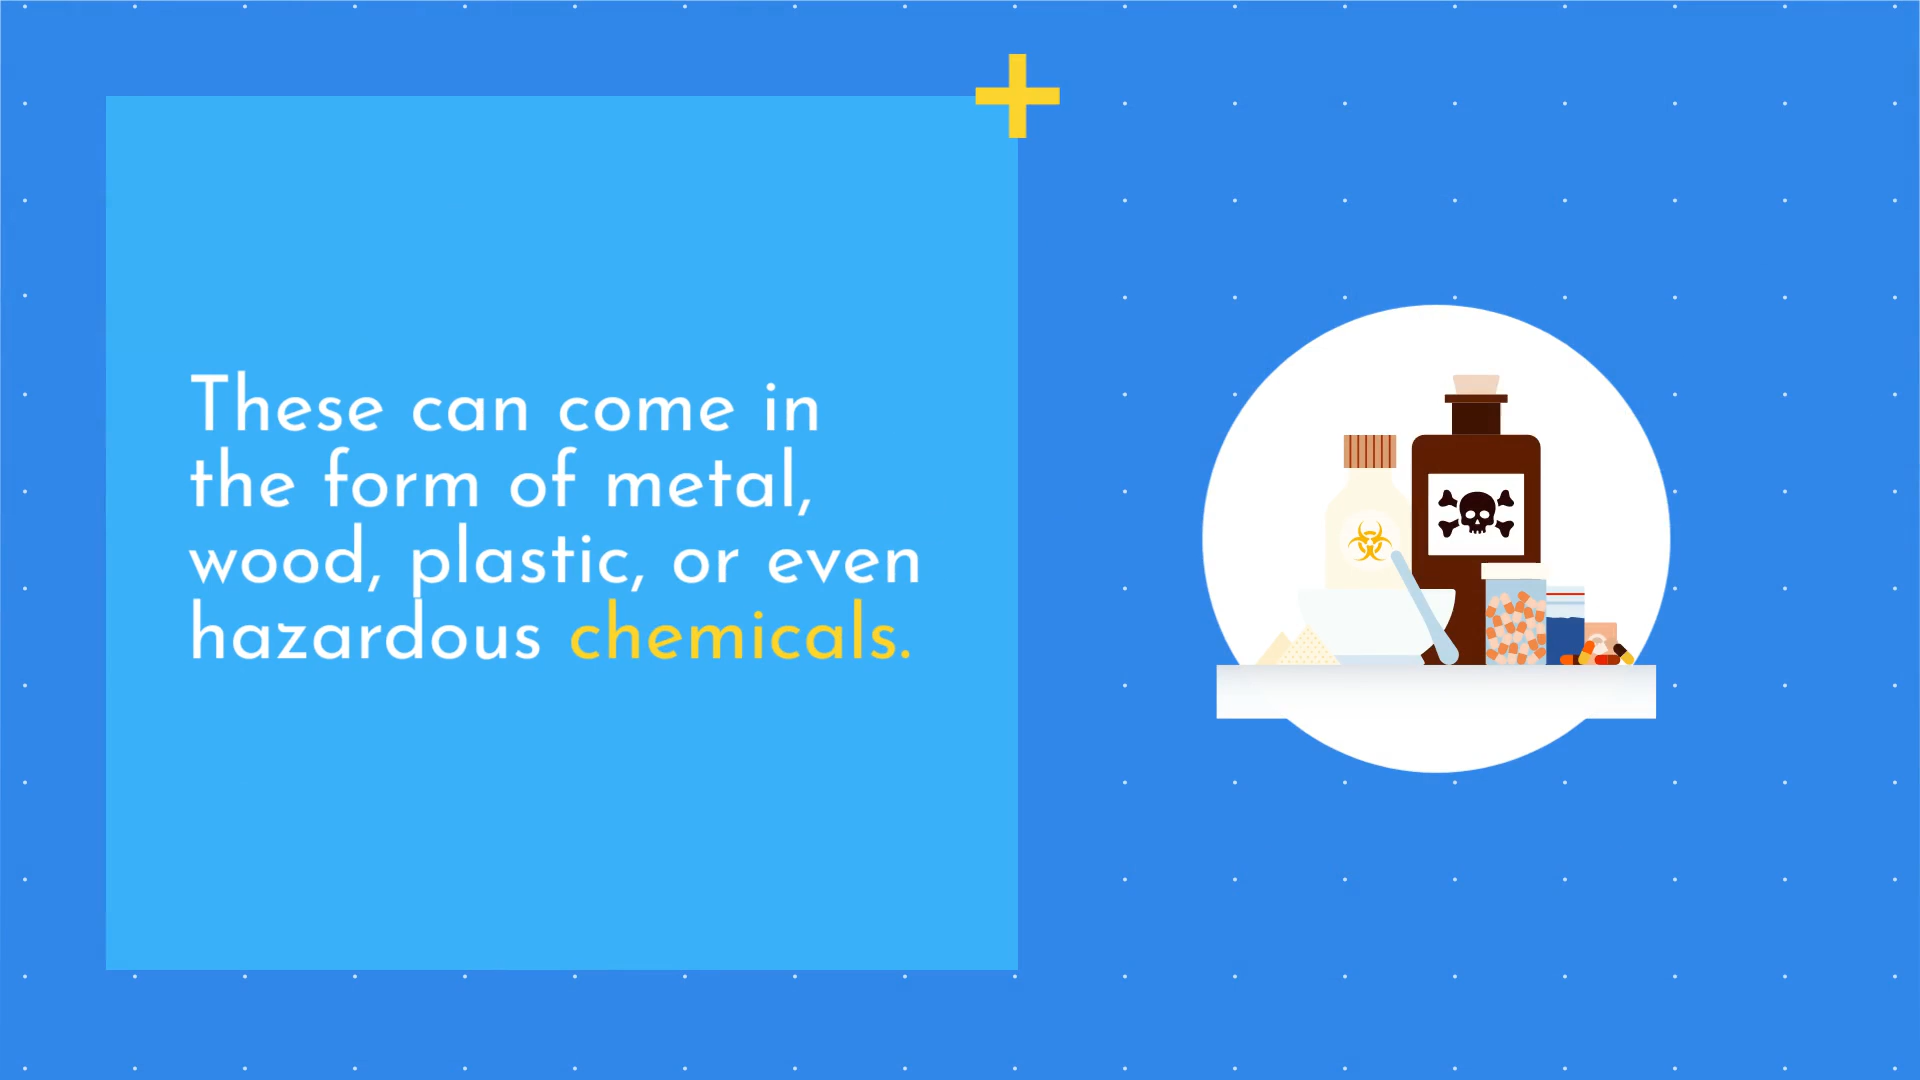 These can come in
the form of metal,
wood, plastic, or even
hazardous chemicals.